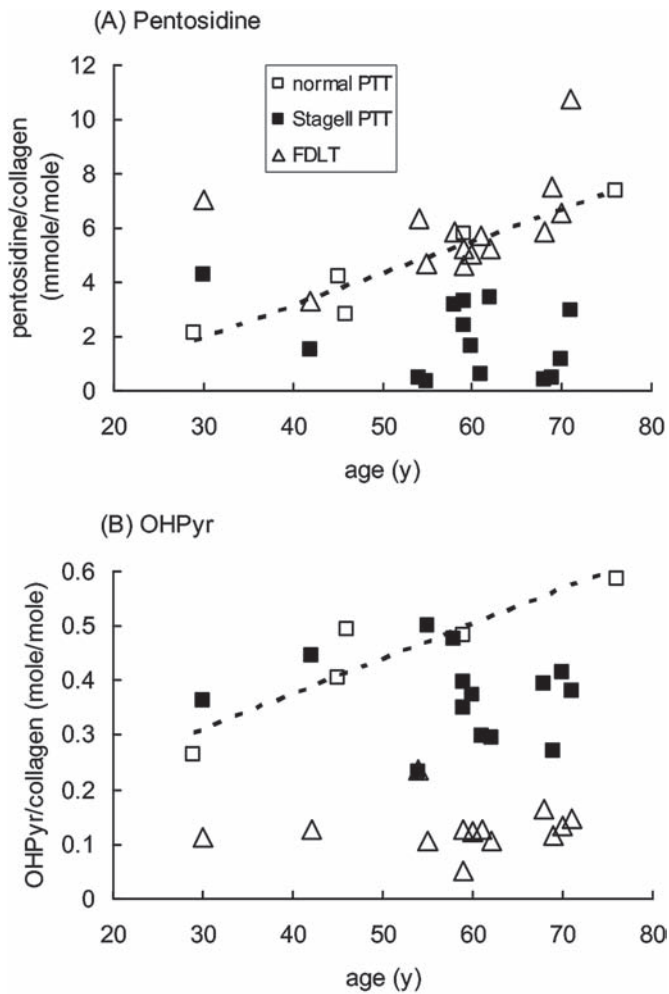 (A) Pentosidine
pentosidine/collagen
(mmole/mole)
12
10
8
6
4
2
0
normal PTT
StageII PTT
FDLT
20 30 40 50 60 70 80
age (y)
(B) OHPyr
OHPyr/collagen (mole/mole)
0.6
0.5
0.4
0.3
0.2
0.1
0
20 30 40 50 60 70 80
age (y)